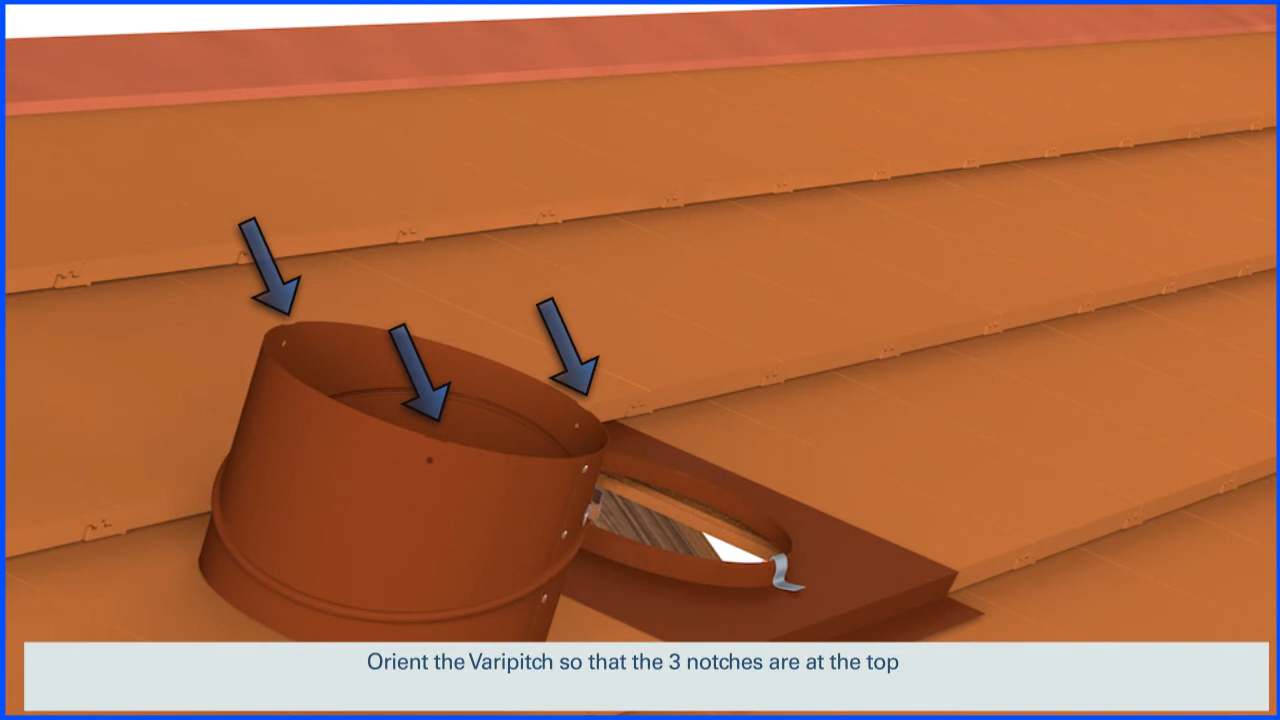 Orient the Varipitch so that the 3 notches are at the top